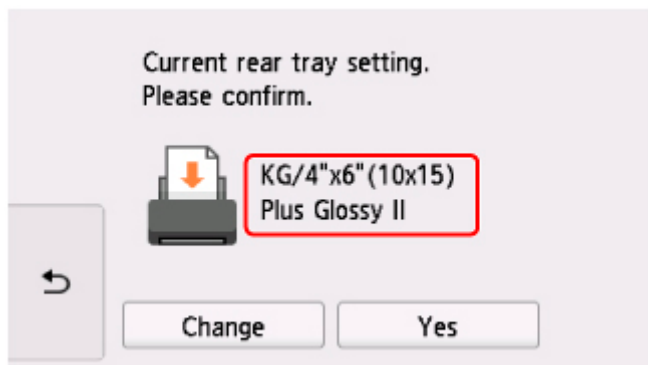 Current rear tray setting.
Please confirm.
KG/4"x6"(10x15)
Plus Glossy II
Change
Yes